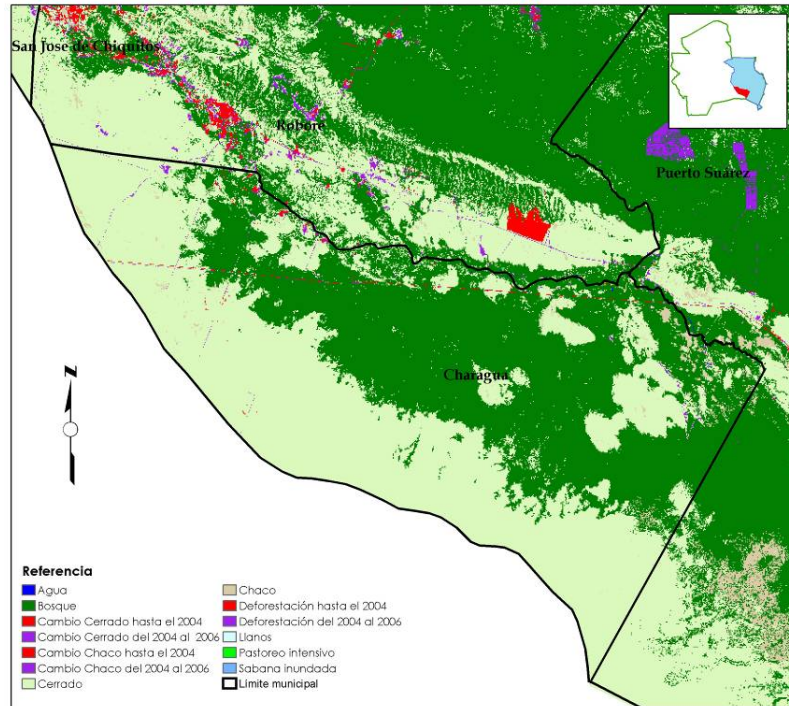 San Jose de Chiquitos
Roboré
Puerto Suárez
Charagua
Z
Referencia
Agua
Bosque
Cambio Cerrado hasta el 2004
Cambio Cerrado del 2004 al 2006
Cambio Chaco hasta el 2004
Cambio Chaco del 2004 al 2006
Cerrado
Chaco
Deforestación hasta el 2004
Deforestación del 2004 al 2006
Llanos
Pastoreo intensivo
Sabana inundada
Limite municipal